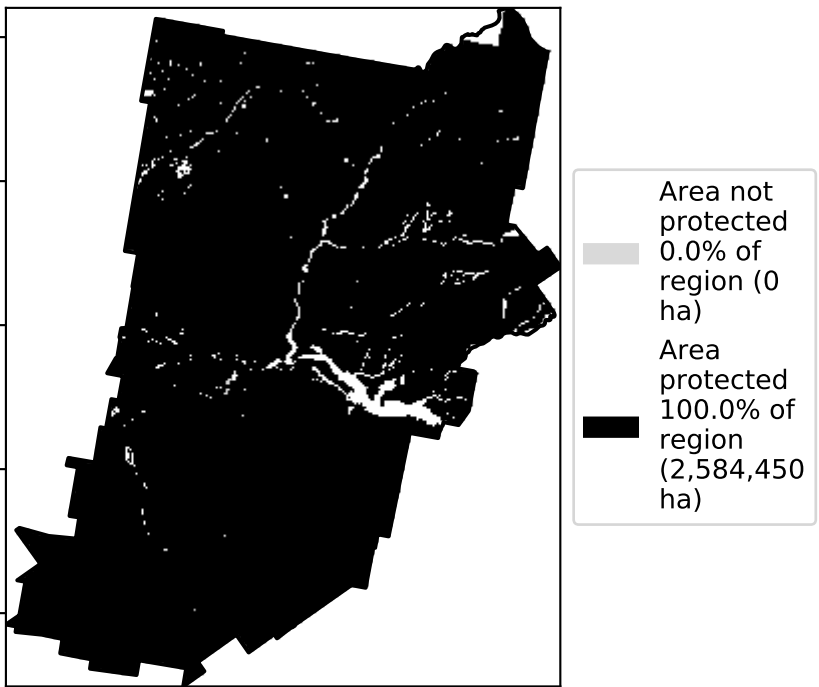 Area not
protected
0.0% of
region (0
ha)
Area
protected
100.0% of
region
(2,584,450
ha)